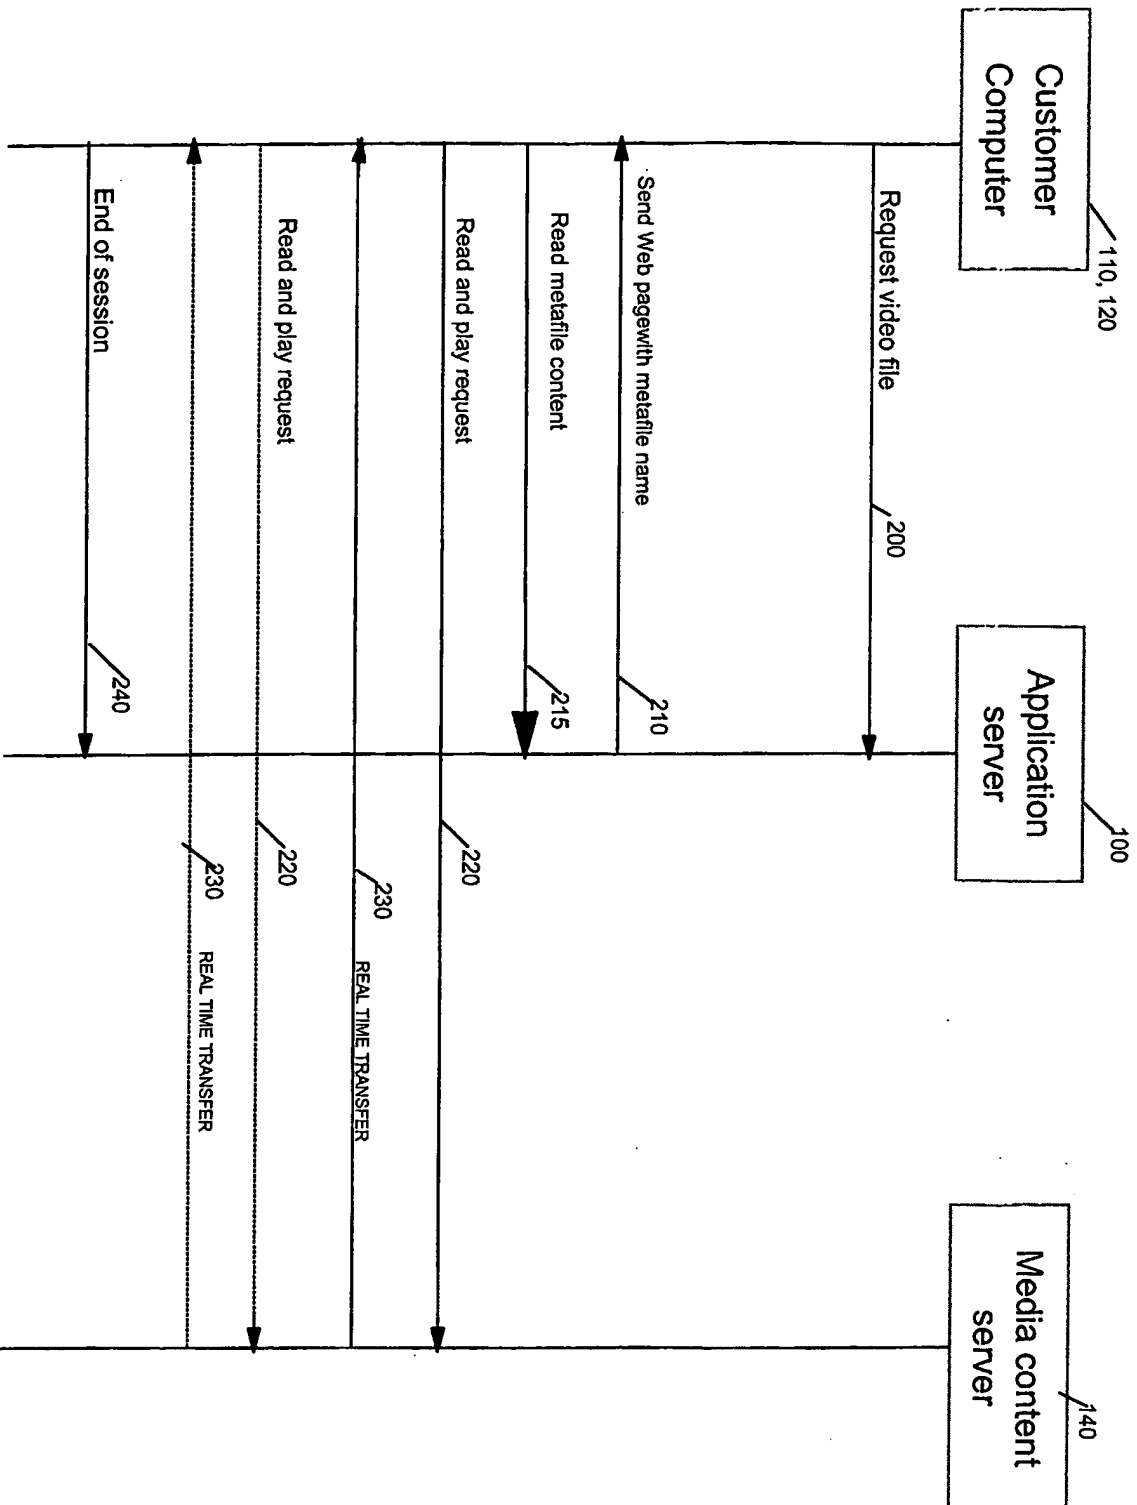 Customer
Computer
110, 120
Application
server
100
Media content
server
140
Request video file
200
Send Web pagewith metafile name
210
Read metafile content
215
Read and play request
220
230
REAL TIME TRANSFER
Read and play request
220
230
REAL TIME TRANSFER
End of session
240